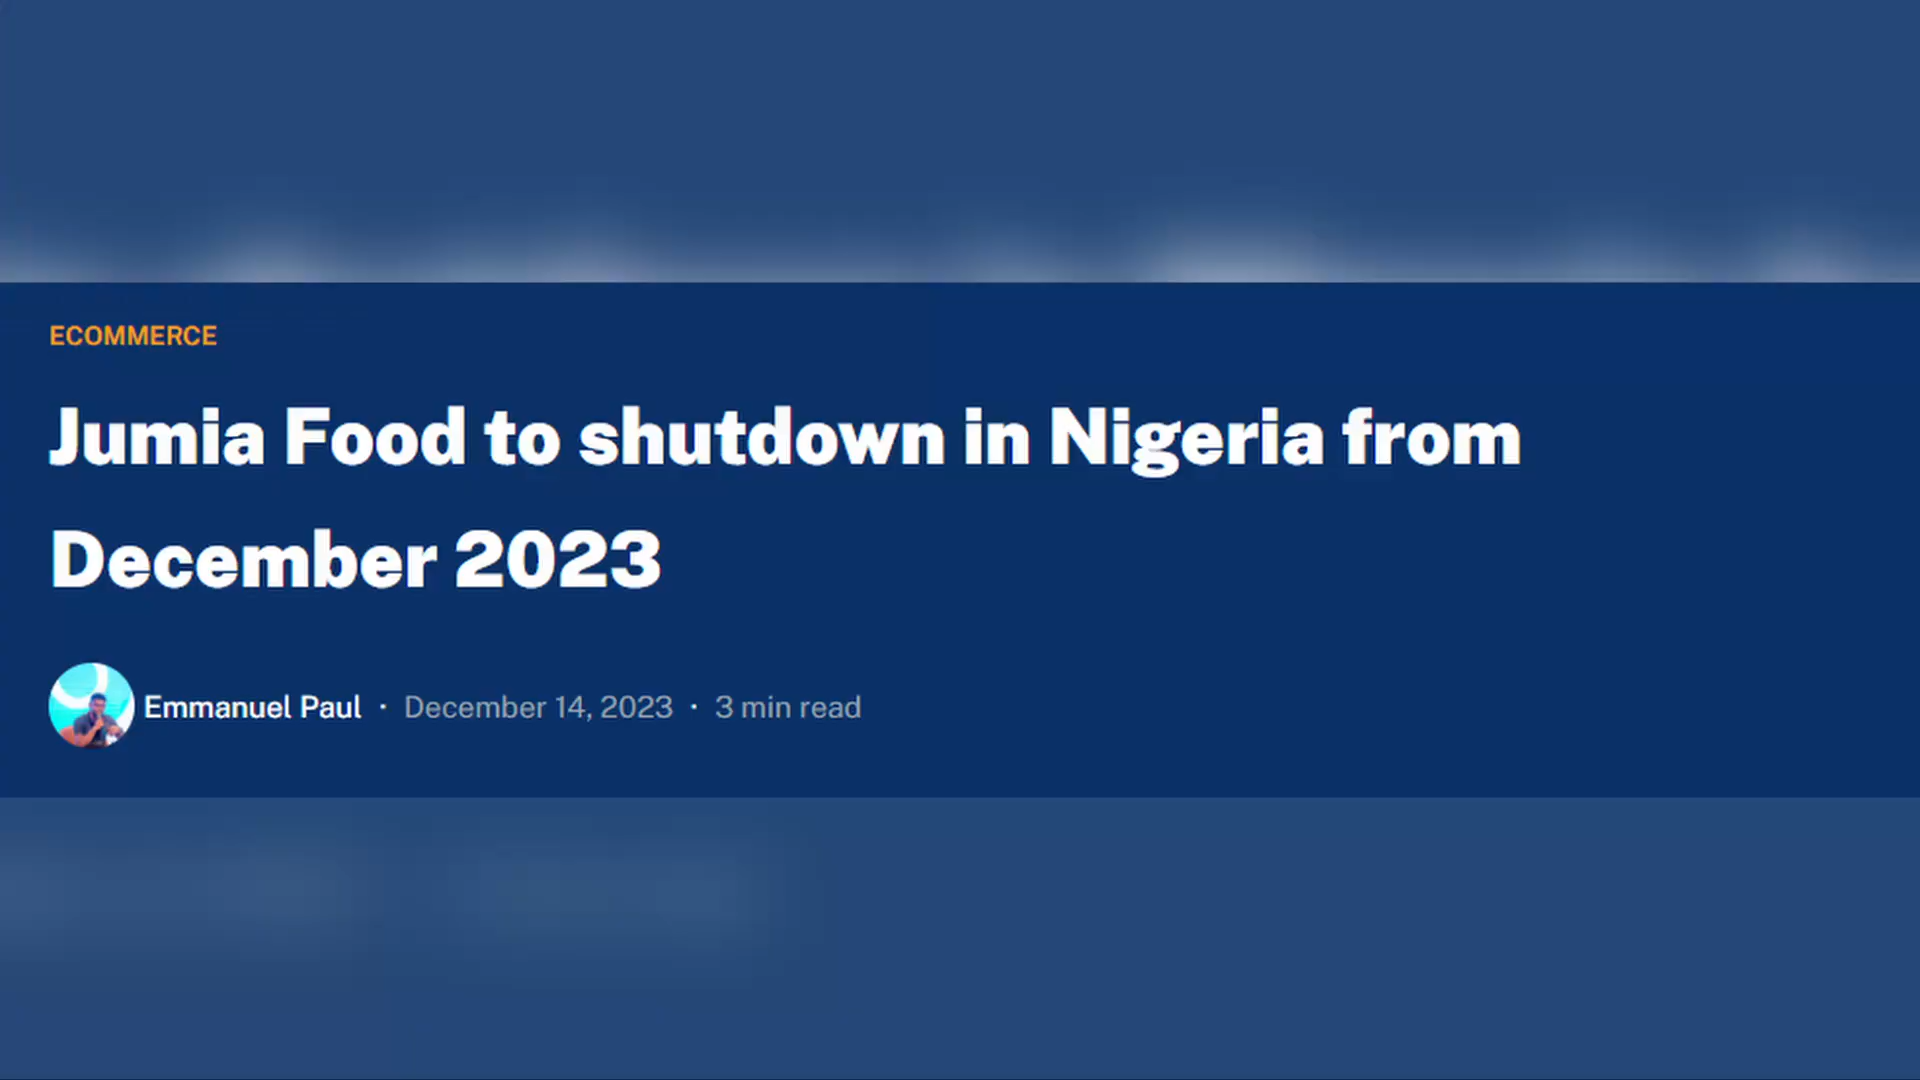 ECOMMERCE
Jumia Food to shutdown in Nigeria from
December 2023
Emmanuel Paul · December 14, 2023 · 3 min read